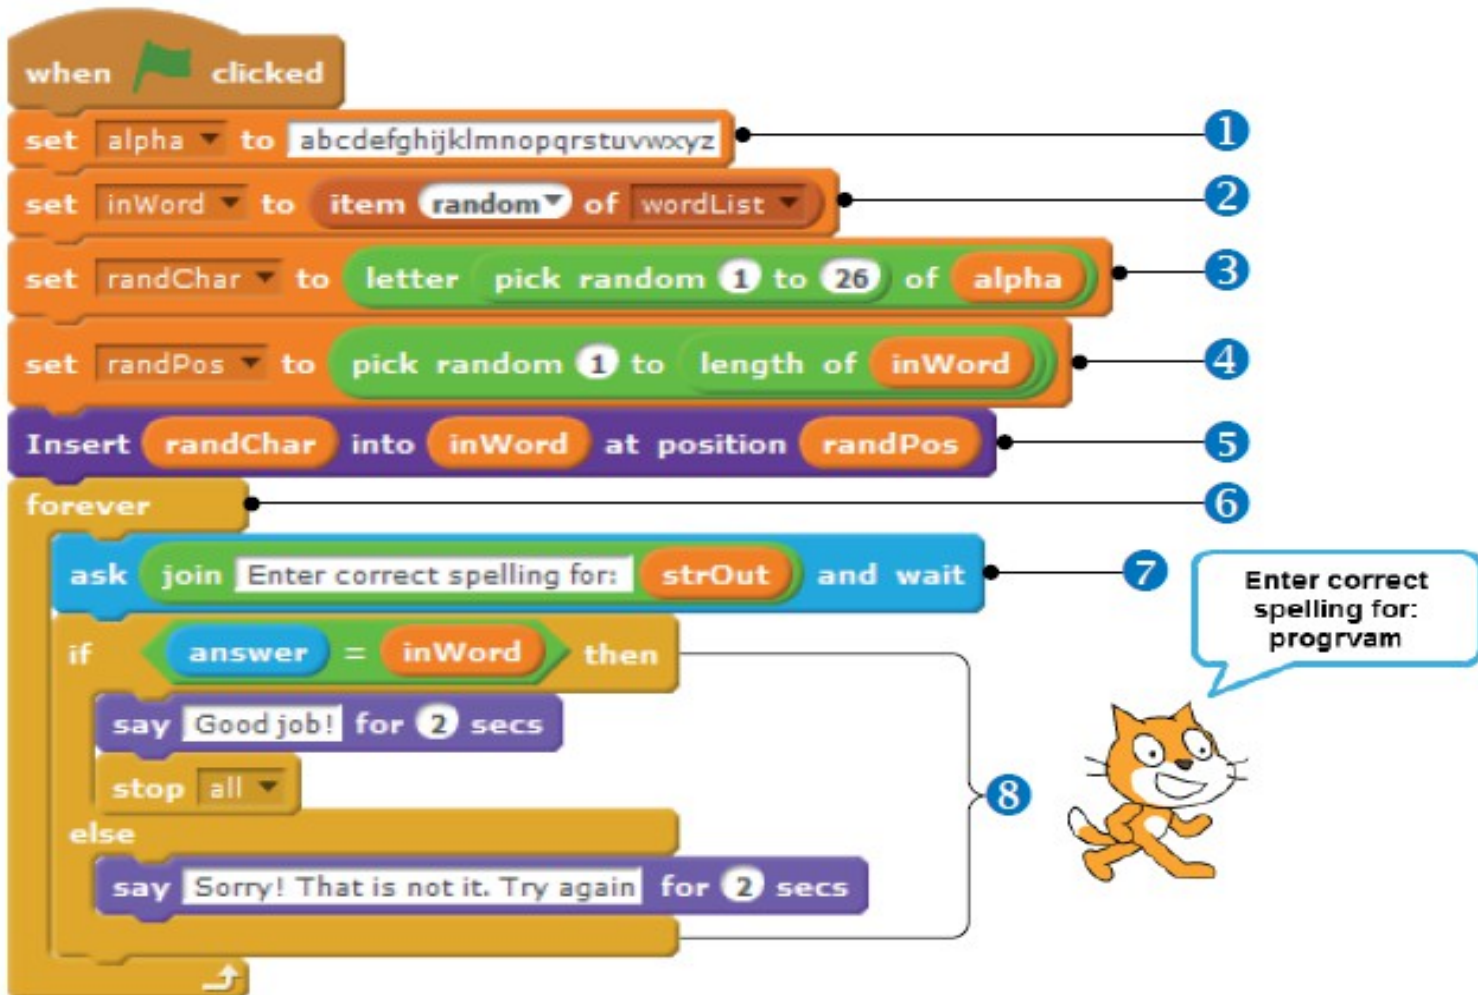 when clicked
set alpha to abcdefghijklmnopqrstuvwxyz
1
set inWord to item random of wordList
2
set randChar to letter pick random 1 to 26 of alpha
3
set randPos to pick random 1 to length of inWord
4
Insert randChar into inWord at position randPos
5
forever
6
ask join Enter correct spelling for: strOut and wait
7
Enter correct
spelling for:
progrvam
if answer = inWord then
say Good job! for 2 secs
stop all
8
else
say Sorry! That is not it. Try again for 2 secs